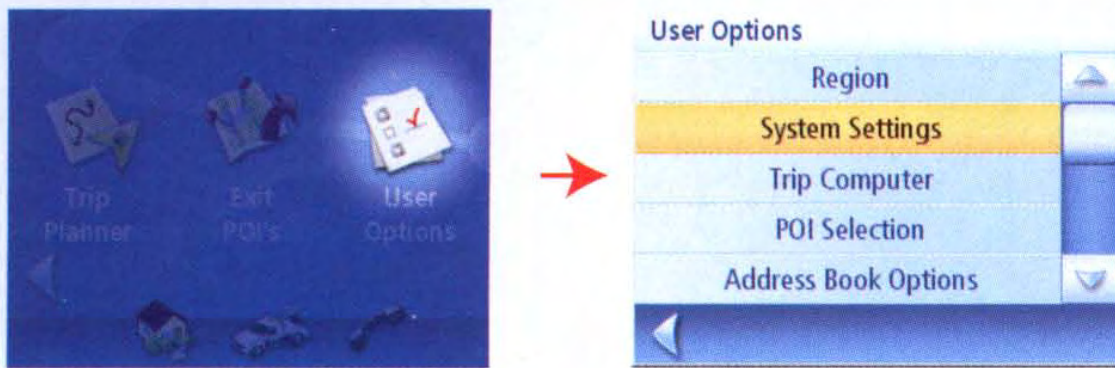 Trip
Planner
Exit
POI's
User
Options
User Options
Region
System Settings
Trip Computer
POI Selection
Address Book Options